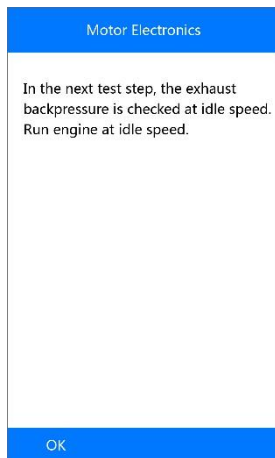 Motor Electronics
In the next test step, the exhaust
backpressure is checked at idle speed.
Run engine at idle speed.
OK